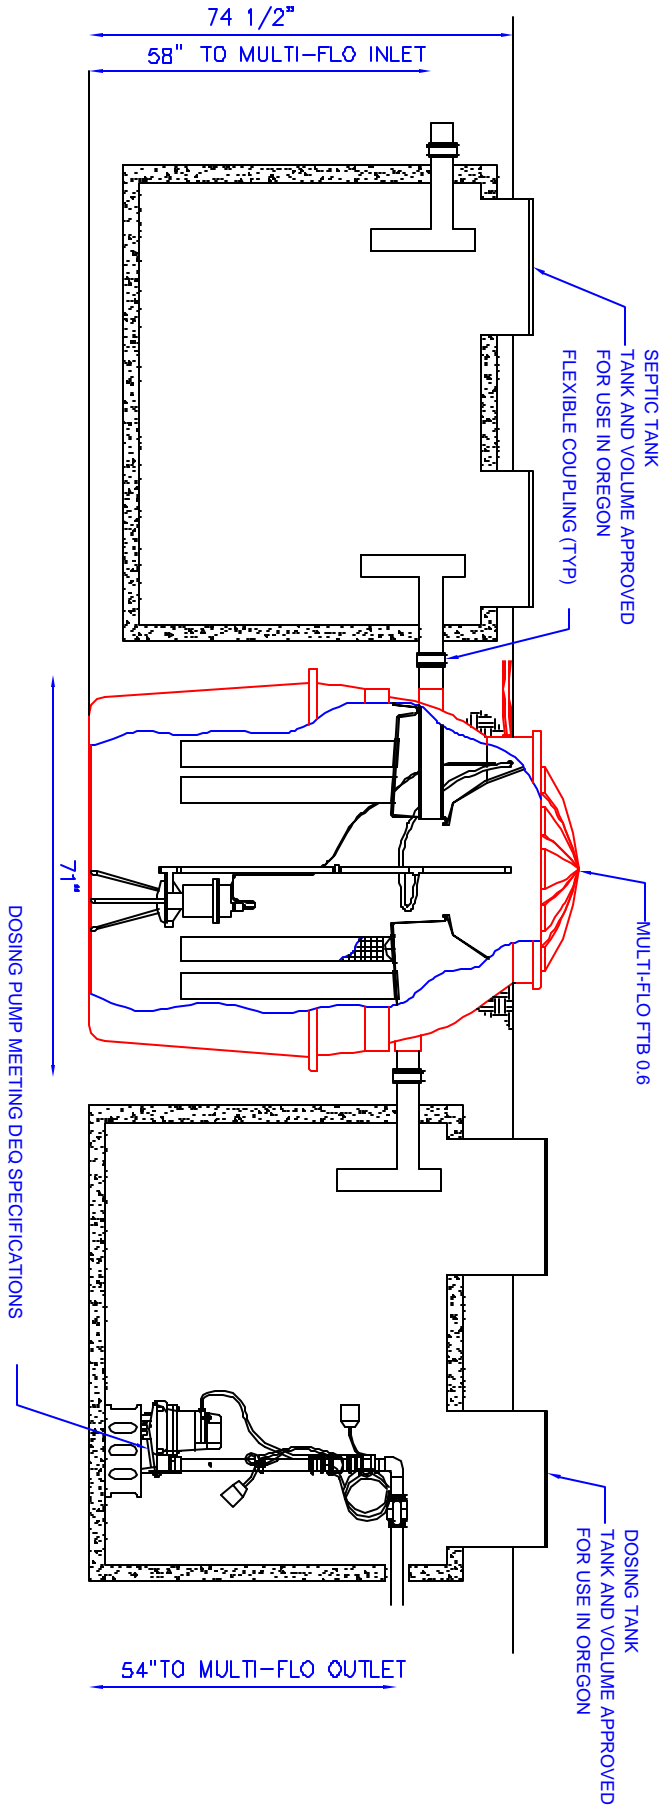 74 1/2"
58" TO MULTI-FLO INLET
SEPTIC TANK
TANK AND VOLUME APPROVED
FOR USE IN OREGON
FLEXIBLE COUPLING (TYP)
MULTI-FLO FTB 0.6
71"
DOSING PUMP MEETING DEQ SPECIFICATIONS
DOSING TANK
TANK AND VOLUME APPROVED
FOR USE IN OREGON
54"TO MULTI-FLO OUTLET